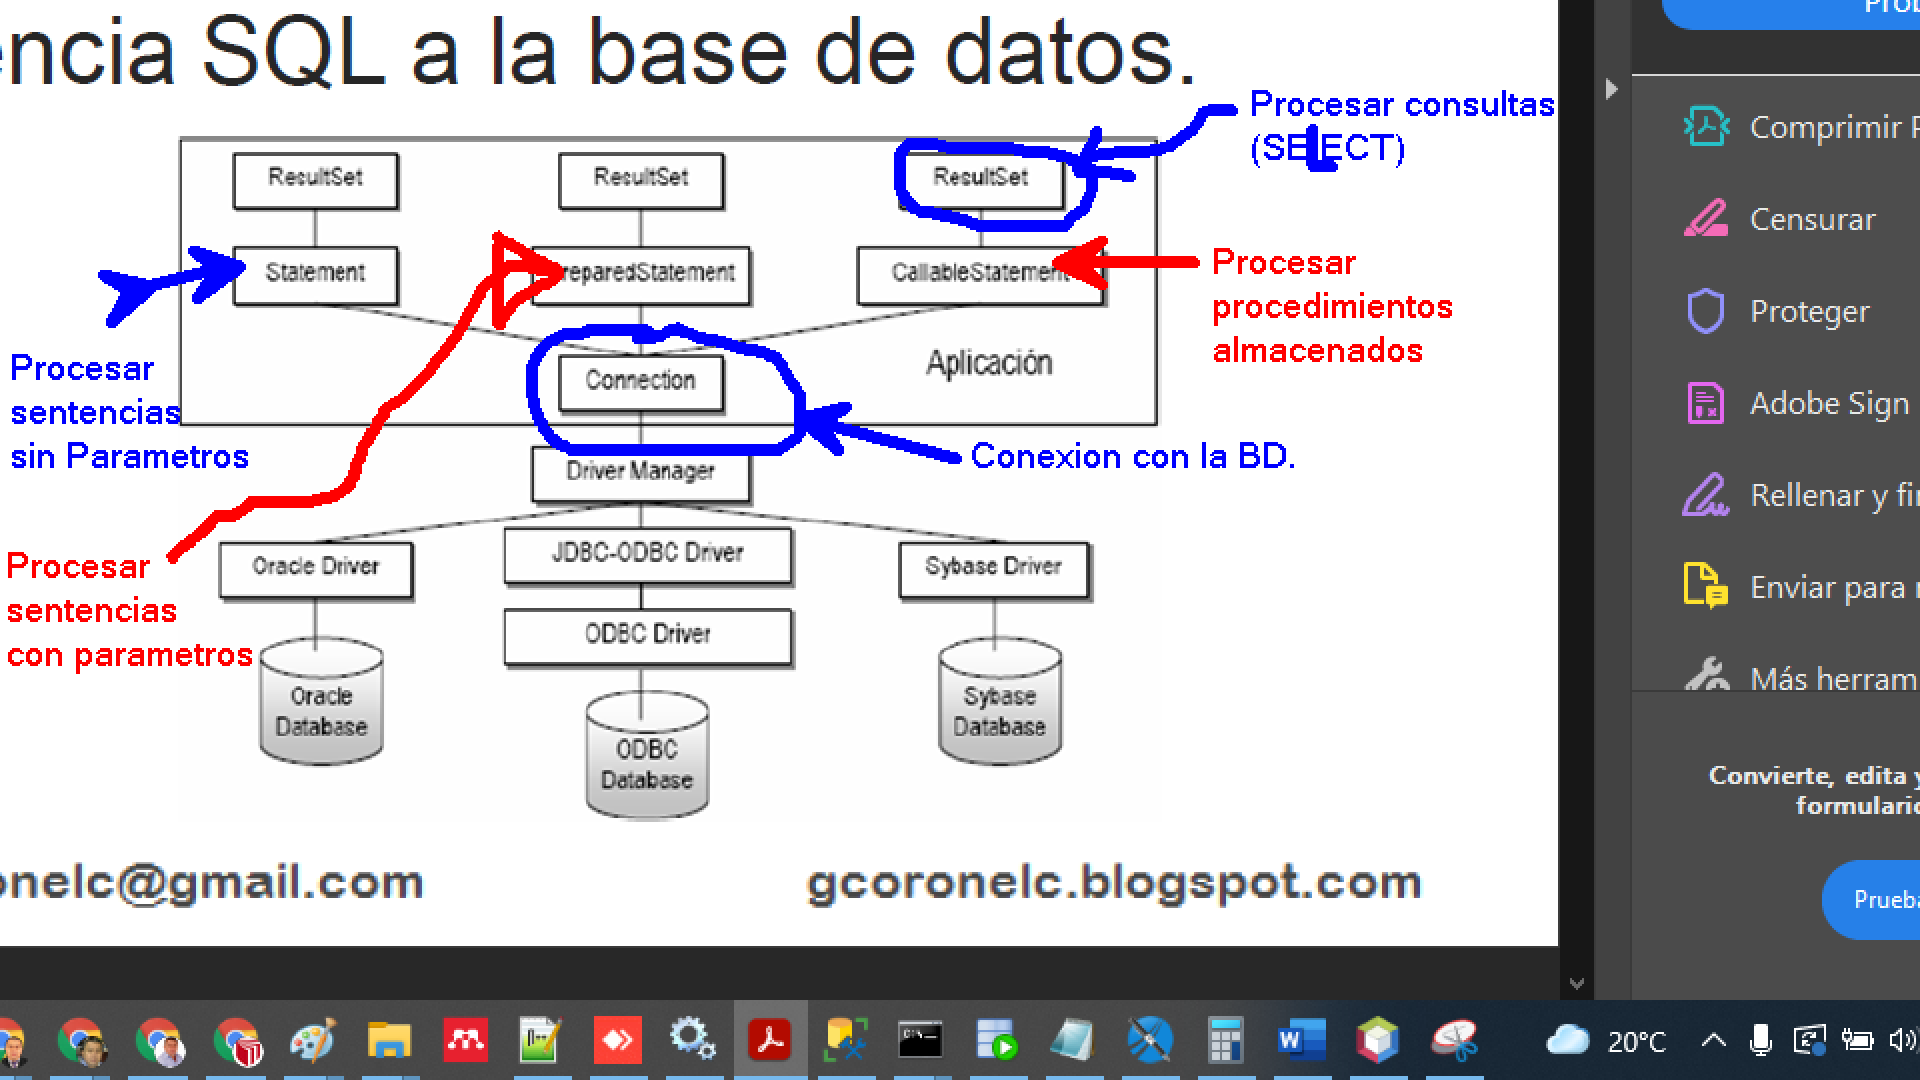 encia SQL a la base de datos.
Procesar consultas
(SELECT)
ResultSet
ResultSet
ResultSet
Statement
PreparedStatement
CallableStatement
Procesar
procedimientos
almacenados
Procesar
sentencias
sin Parametros
Connection
Aplicación
Conexion con la BD.
Driver Manager
Procesar
sentencias
con parametros
Oracle Driver
JDBC-ODBC Driver
Sybase Driver
ODBC Driver
Oracle
Database
ODBC
Database
Sybase
Database
onelc@gmail.com
gcoronelc.blogspot.com
Prob
Comprimir P
Censurar
Proteger
Adobe Sign
Rellenar y fir
Enviar para r
Más herram
Convierte, edita y
formulario
Prueba
20°C